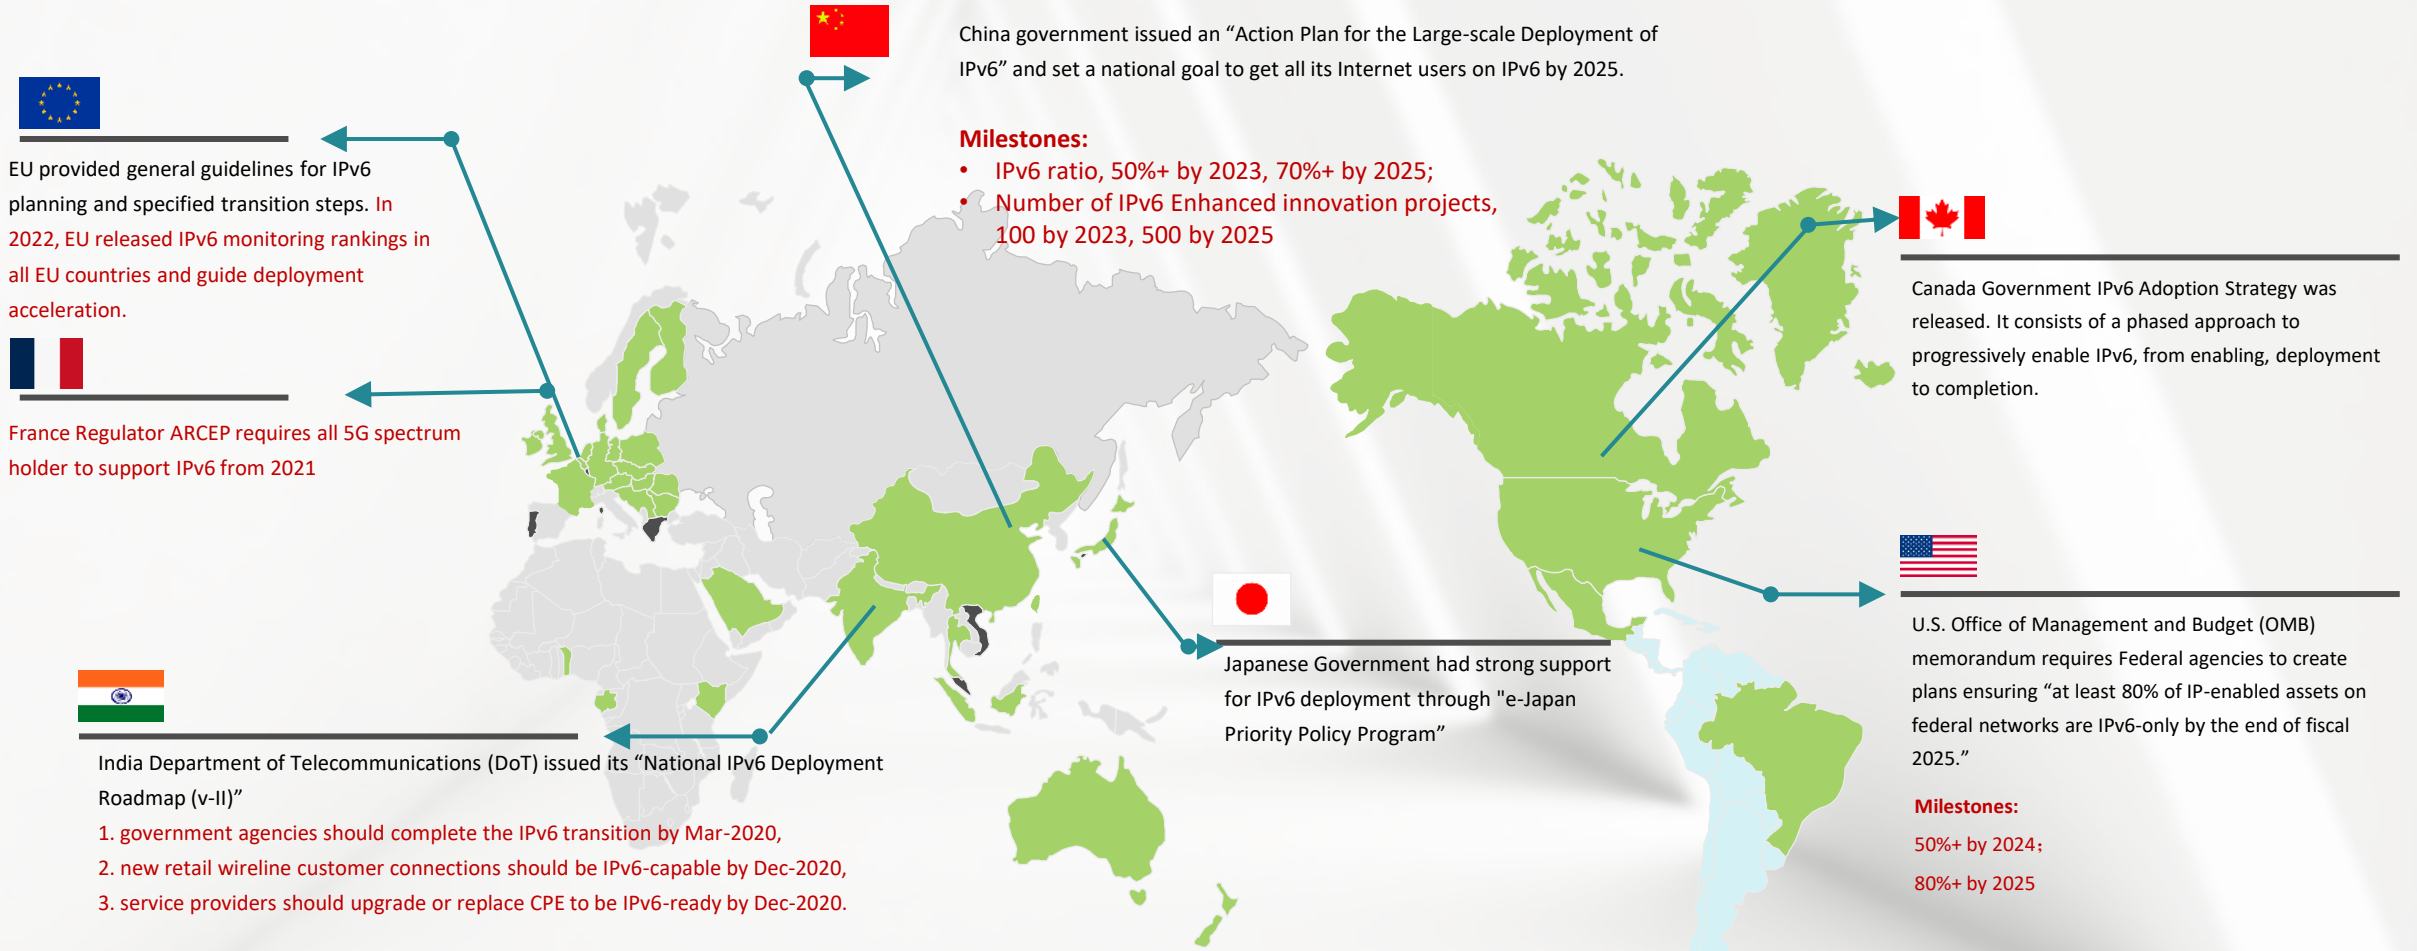 China government issued an “Action Plan for the Large-scale Deployment of
IPv6” and set a national goal to get all its Internet users on IPv6 by 2025.
Milestones:
• IPv6 ratio, 50%+ by 2023, 70%+ by 2025;
• Number of IPv6 Enhanced innovation projects,
100 by 2023, 500 by 2025
EU provided general guidelines for IPv6
planning and specified transition steps. In
2022, EU released IPv6 monitoring rankings in
all EU countries and guide deployment
acceleration.
France Regulator ARCEP requires all 5G spectrum
holder to support IPv6 from 2021
Canada Government IPv6 Adoption Strategy was
released. It consists of a phased approach to
progressively enable IPv6, from enabling, deployment
to completion.
U.S. Office of Management and Budget (OMB)
memorandum requires Federal agencies to create
plans ensuring “at least 80% of IP-enabled assets on
federal networks are IPv6-only by the end of fiscal
2025.”
Milestones:
50%+ by 2024；
80%+ by 2025
Japanese Government had strong support
for IPv6 deployment through "e-Japan
Priority Policy Program”
India Department of Telecommunications (DoT) issued its “National IPv6 Deployment
Roadmap (v-II)”
1. government agencies should complete the IPv6 transition by Mar-2020,
2. new retail wireline customer connections should be IPv6-capable by Dec-2020,
3. service providers should upgrade or replace CPE to be IPv6-ready by Dec-2020.